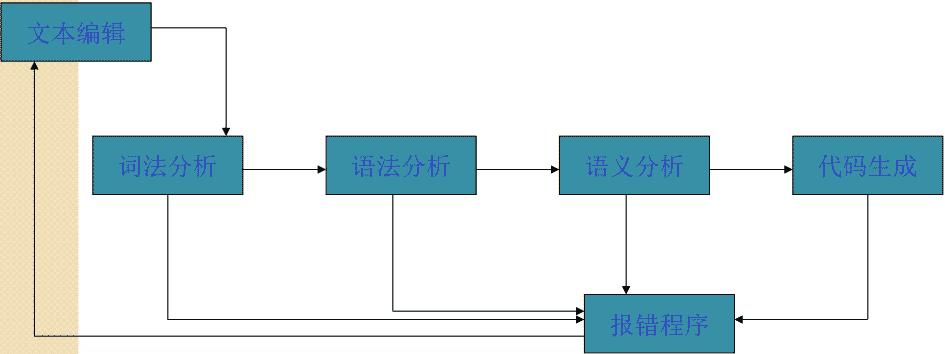 文本编辑
词法分析
语法分析
语义分析
代码生成
报错程序